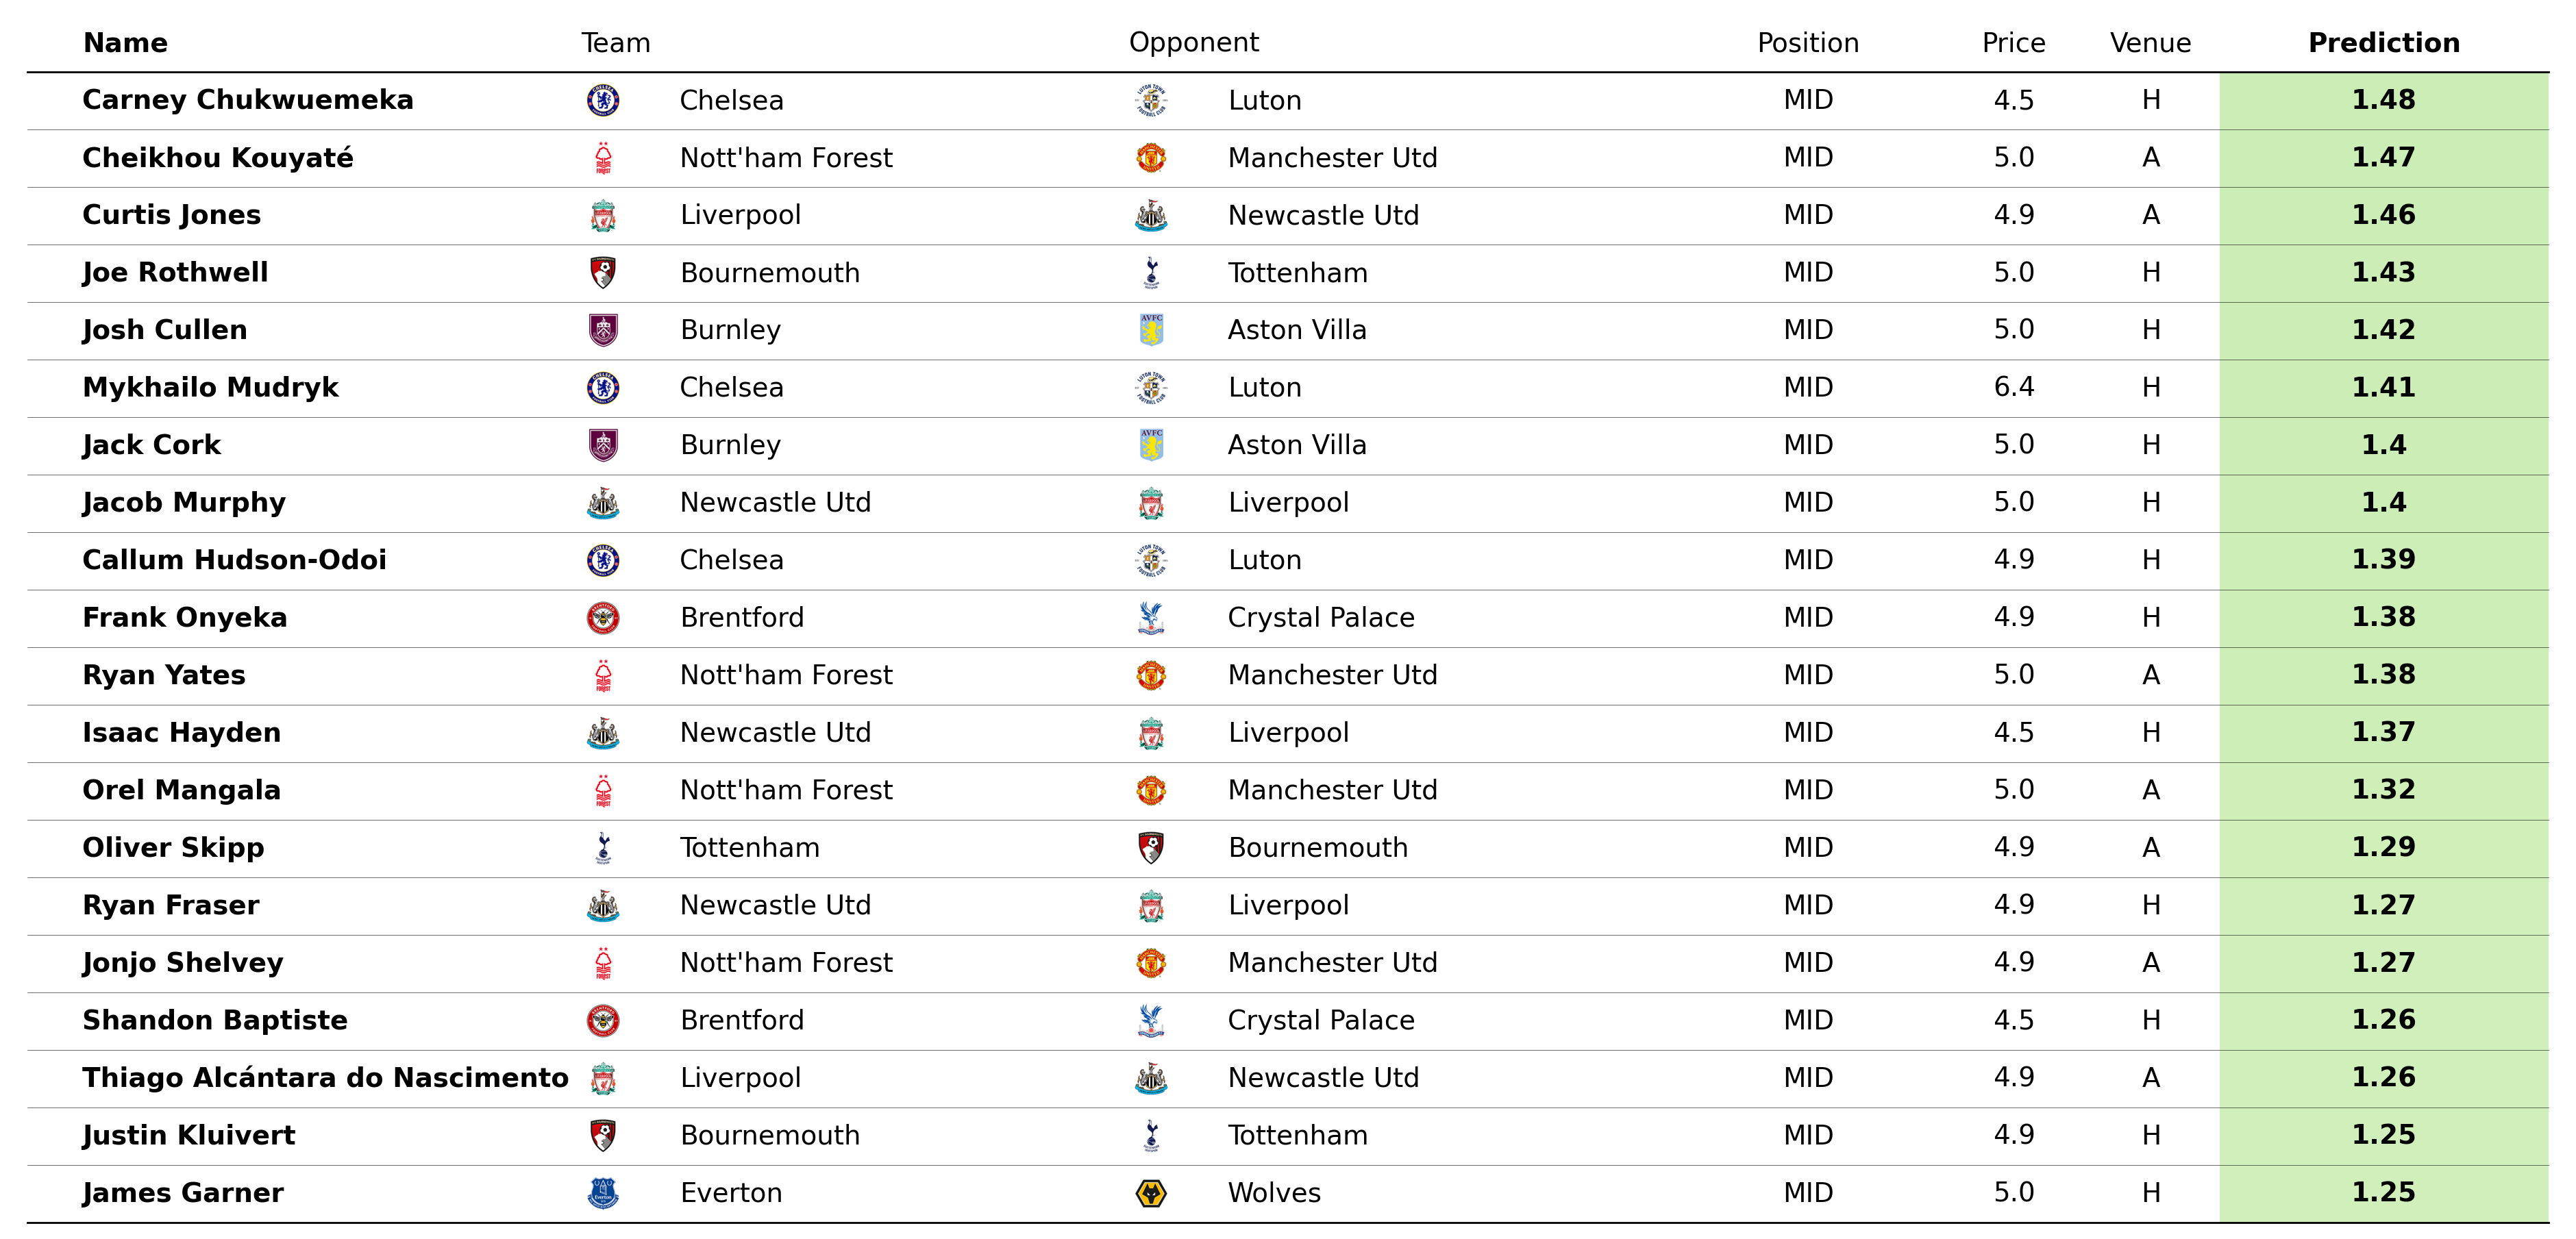 Name Team Opponent Position Price Venue Prediction
Carney Chukwuemeka Chelsea Luton MID 4.5 H 1.48
Cheikhou Kouyaté Nott'ham Forest Manchester Utd MID 5.0 A 1.47
Curtis Jones Liverpool Newcastle Utd MID 4.9 A 1.46
Joe Rothwell Bournemouth Tottenham MID 5.0 H 1.43
Josh Cullen Burnley Aston Villa MID 5.0 H 1.42
Mykhailo Mudryk Chelsea Luton MID 6.4 H 1.41
Jack Cork Burnley Aston Villa MID 5.0 H 1.4
Jacob Murphy Newcastle Utd Liverpool MID 5.0 H 1.4
Callum Hudson-Odoi Chelsea Luton MID 4.9 H 1.39
Frank Onyeka Brentford Crystal Palace MID 4.9 H 1.38
Ryan Yates Nott'ham Forest Manchester Utd MID 5.0 A 1.38
Isaac Hayden Newcastle Utd Liverpool MID 4.5 H 1.37
Orel Mangala Nott'ham Forest Manchester Utd MID 5.0 A 1.32
Oliver Skipp Tottenham Bournemouth MID 4.9 A 1.29
Ryan Fraser Newcastle Utd Liverpool MID 4.9 H 1.27
Jonjo Shelvey Nott'ham Forest Manchester Utd MID 4.9 A 1.27
Shandon Baptiste Brentford Crystal Palace MID 4.5 H 1.26
Thiago Alcántara do Nascimento Liverpool Newcastle Utd MID 4.9 A 1.26
Justin Kluivert Bournemouth Tottenham MID 4.9 H 1.25
James Garner Everton Wolves MID 5.0 H 1.25